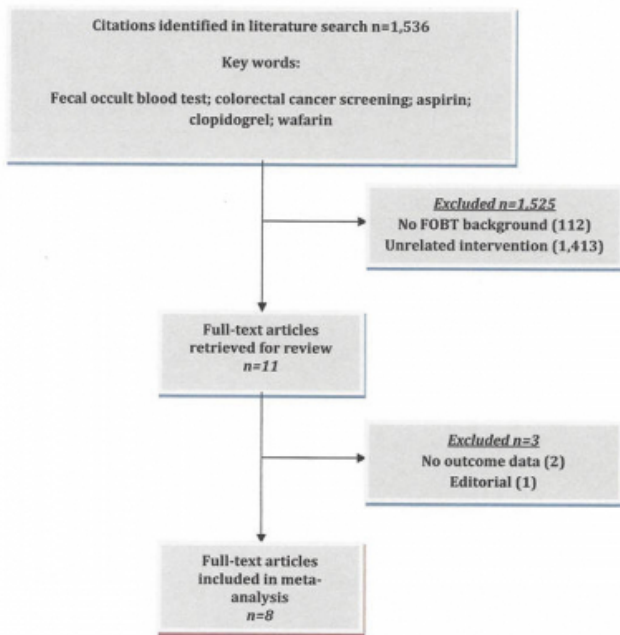 Citations identified in literature search n=1,536
Key words:
Fecal occult blood test; colorectal cancer screening; aspirin;
clopidogrel; wafarin
Excluded n=1,525
No FOBT background (112)
Unrelated intervention (1,413)
Full-text articles
retrieved for review
n=11
Excluded n=3
No outcome data (2)
Editorial (1)
Full-text articles
included in meta-
analysis
n=8